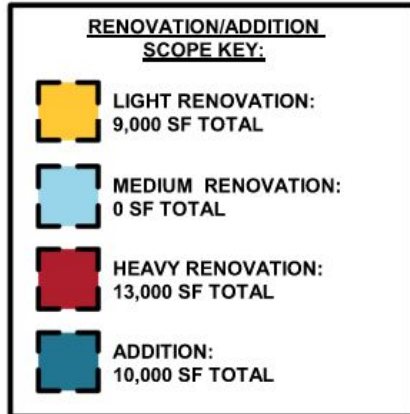 RENOVATION/ADDITION
SCOPE KEY:
LIGHT RENOVATION:
9,000 SF TOTAL
MEDIUM RENOVATION:
0 SF TOTAL
HEAVY RENOVATION:
13,000 SF TOTAL
ADDITION:
10,000 SF TOTAL